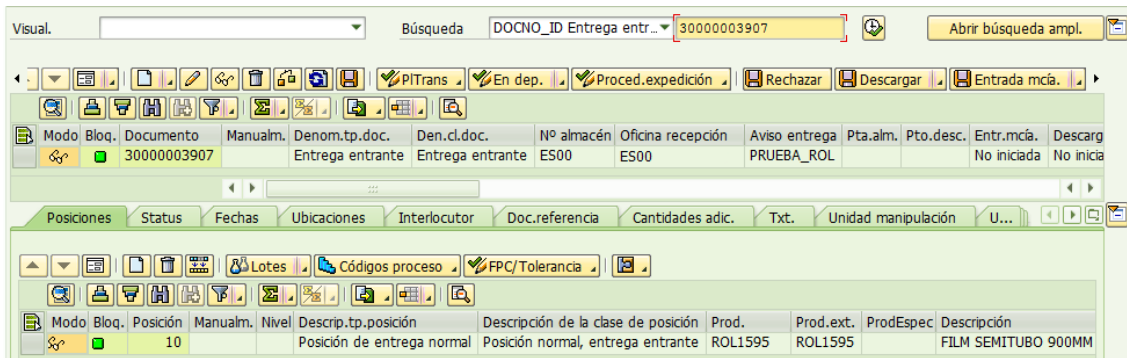 Visual. Búsqueda DOCNO_ID Entrega entr... 30000003907 Abrir búsqueda ampl.
PlTrans En dep. Proced.expedición Rechazar Descargar Entrada mcía.
Modo Bloq. Documento Manualm. Denom.tp.doc. Den.cl.doc. Nº almacén Oficina recepción Aviso entrega Pta.alm. Pto.desc. Entr.mcía. Descarg
30000003907 Entrega entrante Entrega entrante ES00 ES00 PRUEBA_ROL No iniciada No inicia
Posiciones Status Fechas Ubicaciones Interlocutor Doc.referencia Cantidades adic. Txt. Unidad manipulación U...
Lotes Códigos proceso FPC/Tolerancia
Modo Bloq. Posición Manualm. Nivel Descrip.tp.posición Descripción de la clase de posición Prod. Prod.ext. ProdEspec Descripción
10 Posición de entrega normal Posición normal, entrega entrante ROL1595 ROL1595 FILM SEMITUBO 900MM